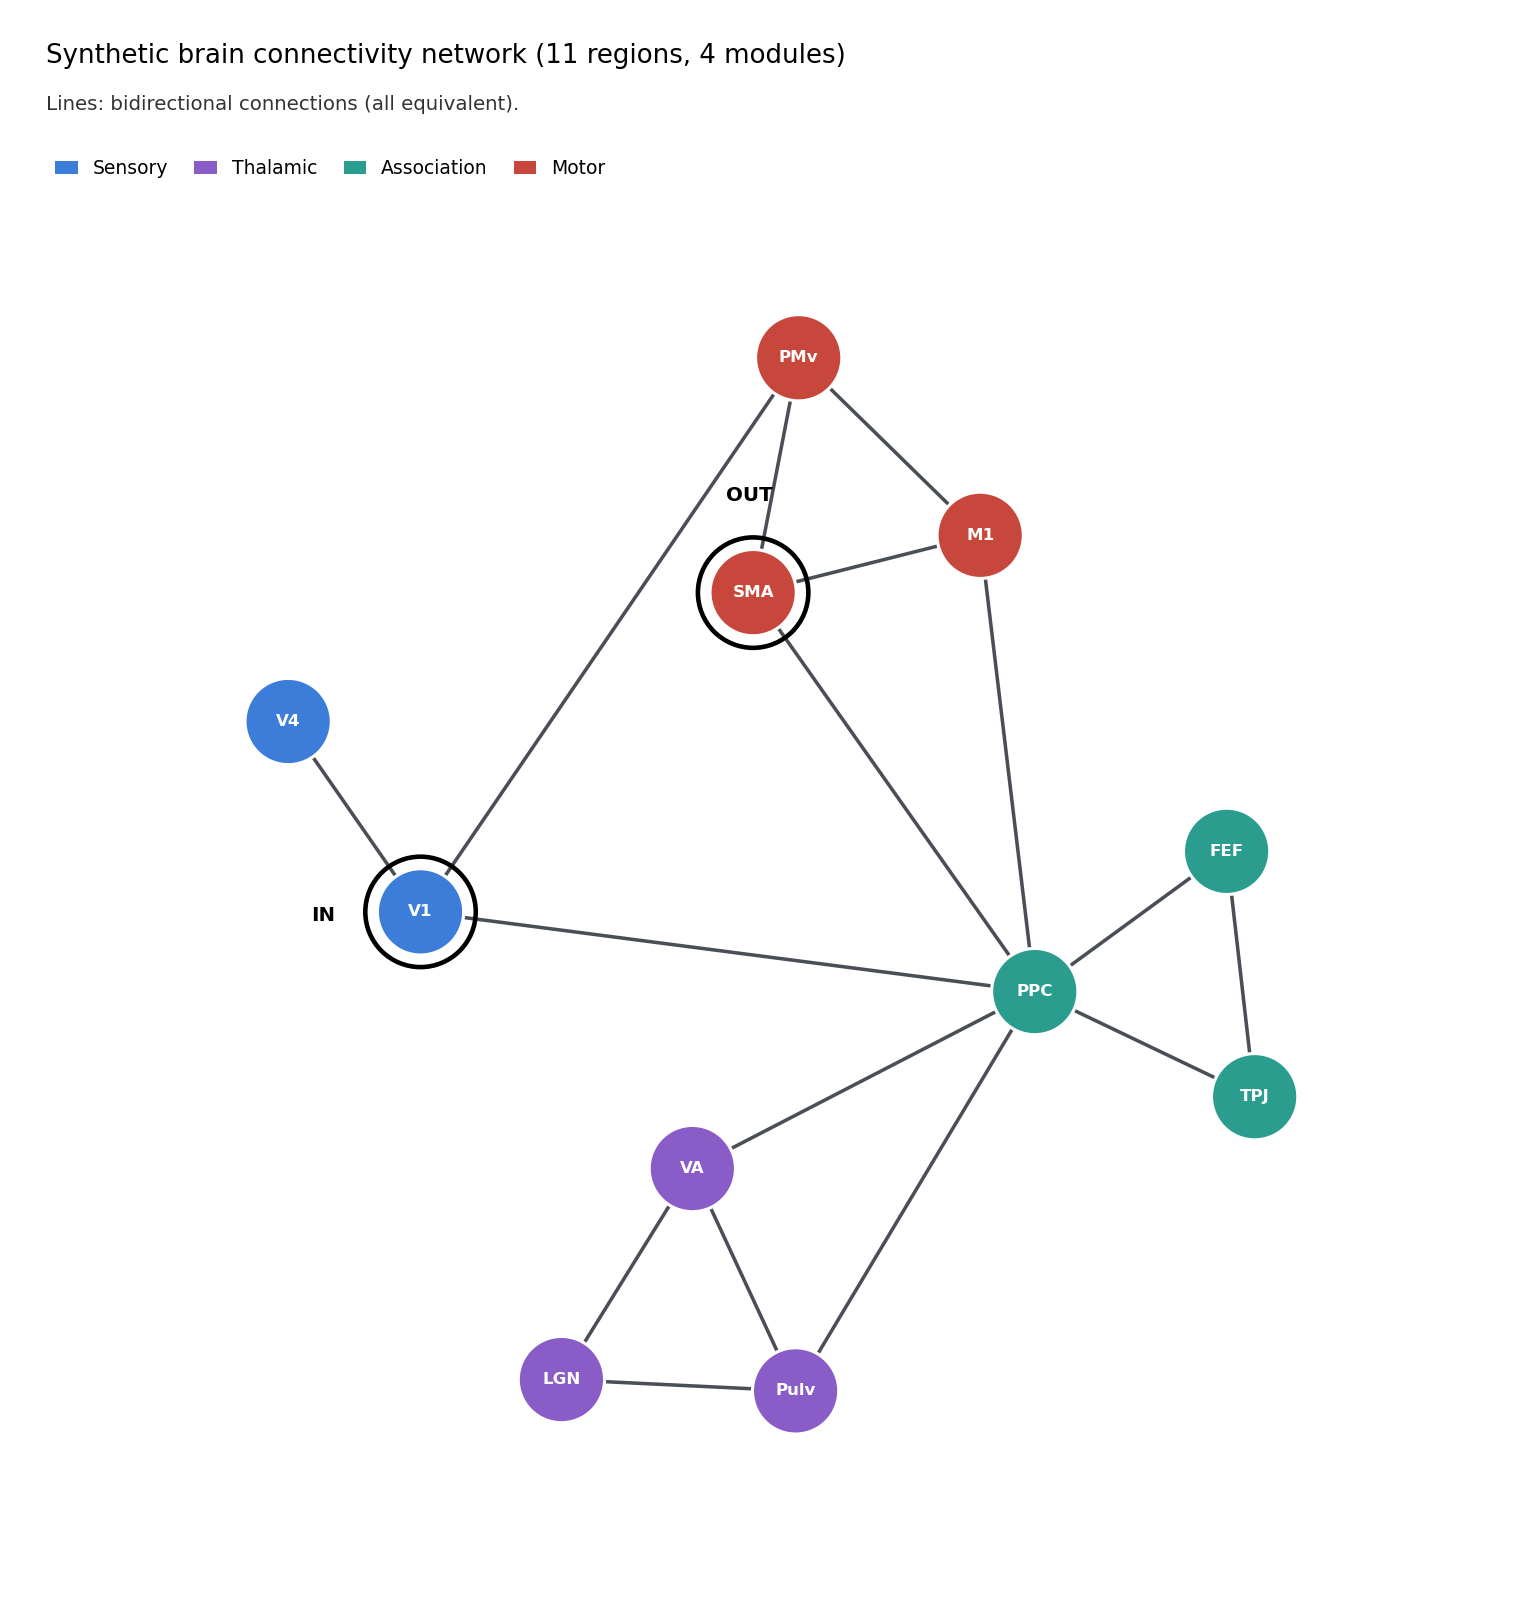 Synthetic brain connectivity network (11 regions, 4 modules)
Lines: bidirectional connections (all equivalent).
Sensory Thalamic Association Motor
PMv
OUT
M1
SMA
V4
FEF
V1
IN
PPC
TPJ
VA
LGN
Pulv